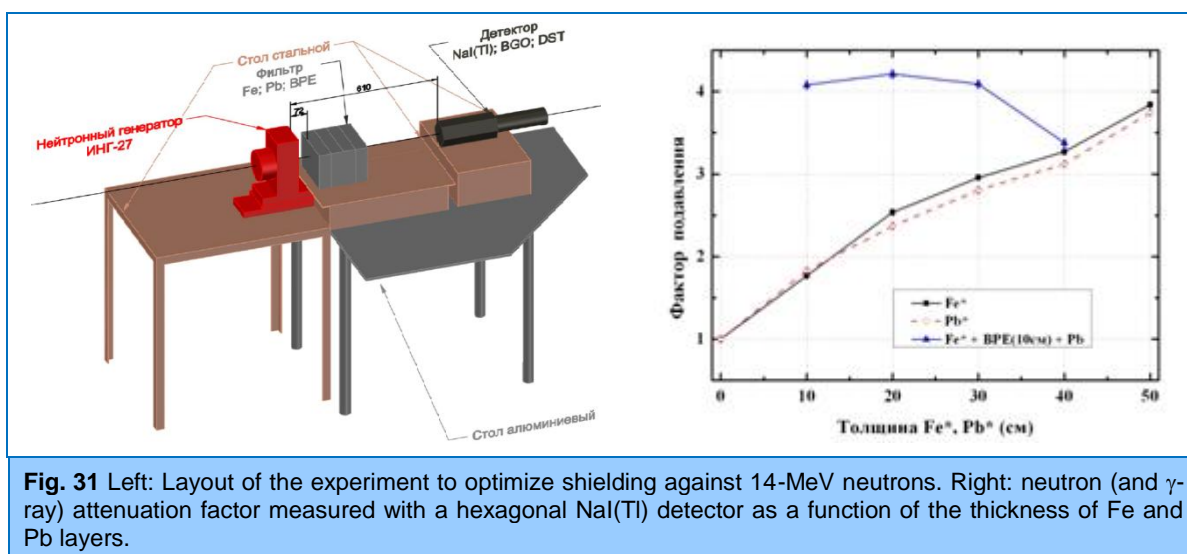 Детектор
NaI(Tl); BGO; DST
Стол стальной
Фильтр
Fe; Pb; BPE
610
72
Нейтронный генератор
ИНГ-27
Стол алюминиевый
Фактор подавления
4
3
2
1
Fe*
Pb*
Fe* + BPE(10см) + Pb
0 10 20 30 40 50
Толщина Fe*, Pb* (см)
Fig. 31 Left: Layout of the experiment to optimize shielding against 14-MeV neutrons. Right: neutron (and γ-
ray) attenuation factor measured with a hexagonal NaI(Tl) detector as a function of the thickness of Fe and
Pb layers.